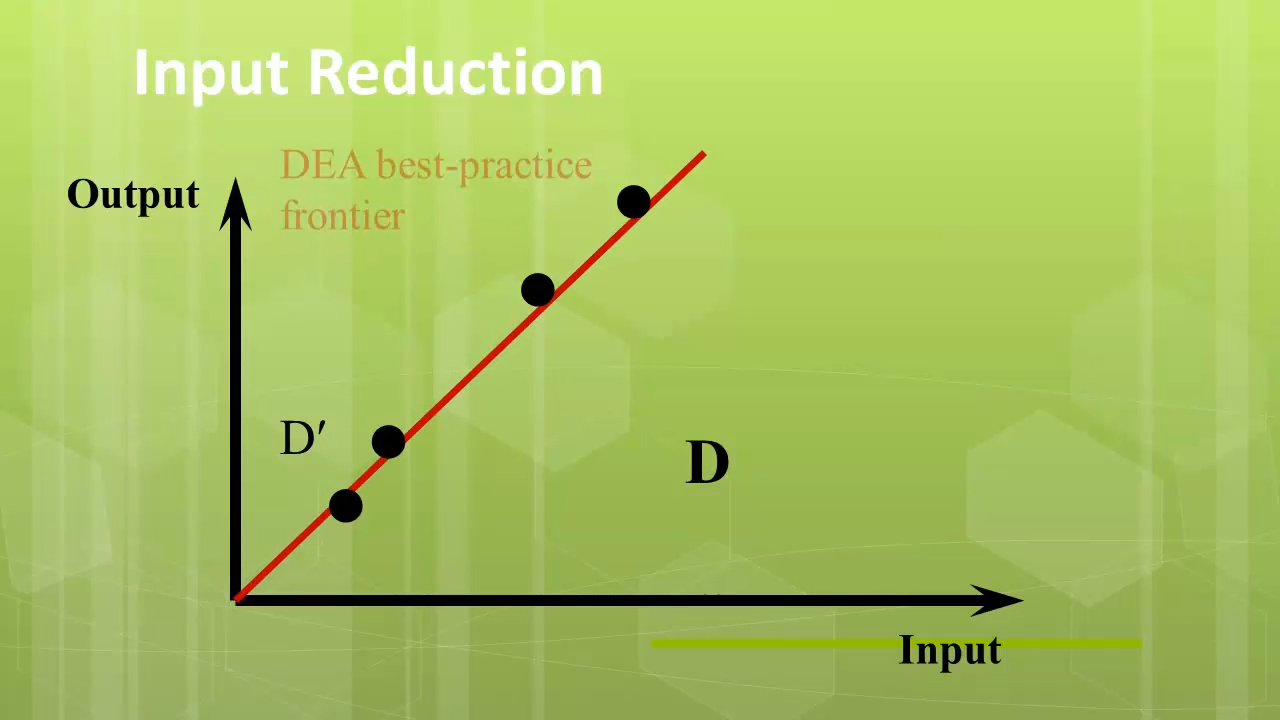 Input Reduction
DEA best-practice
frontier
Output
D′
D
Input